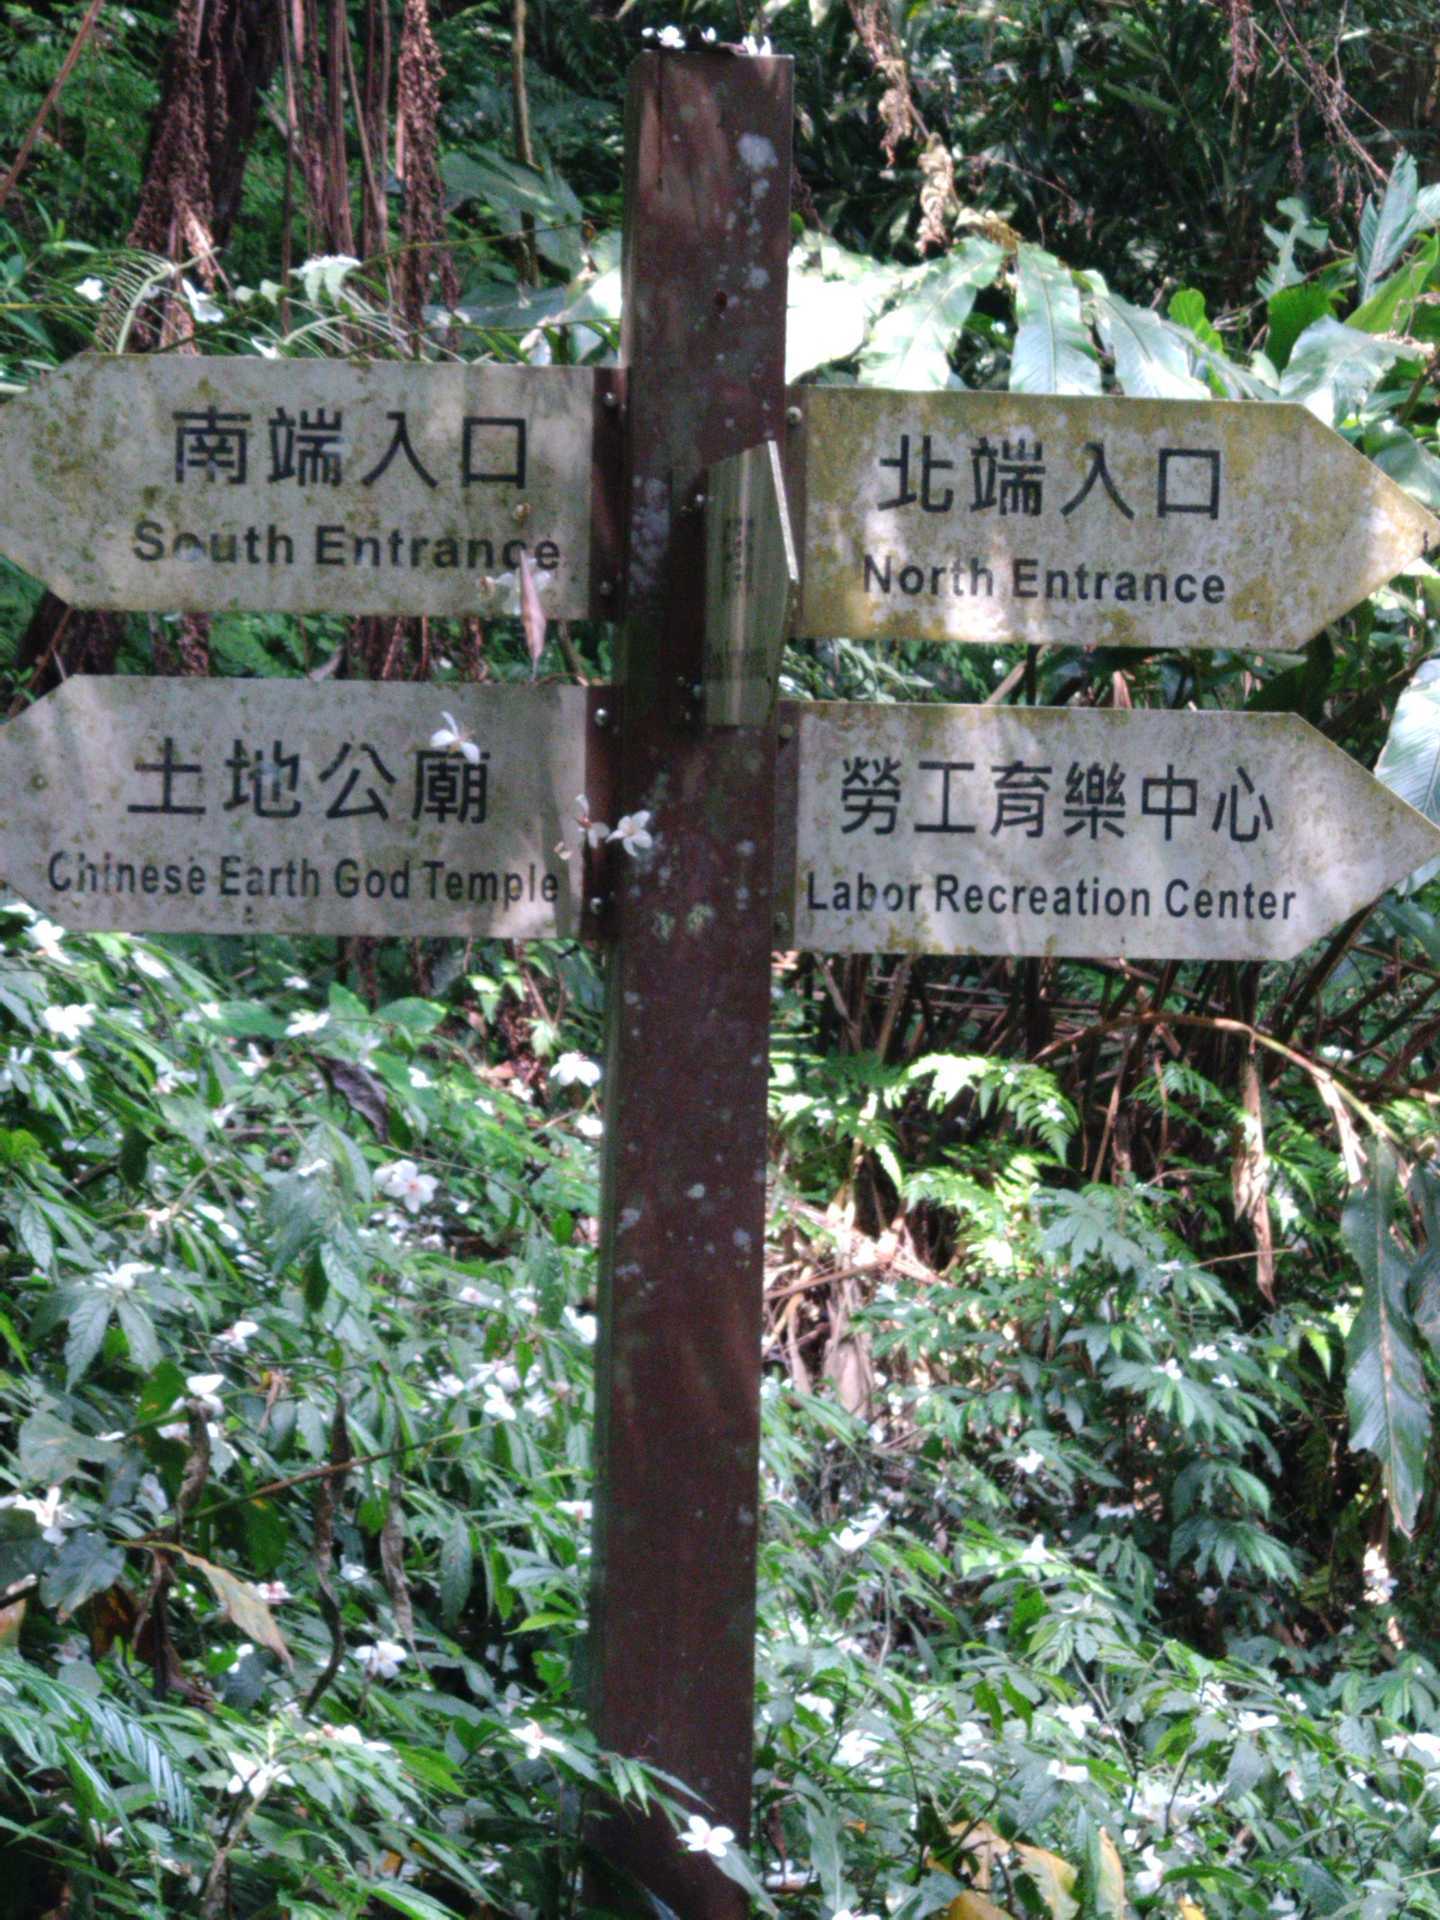 南端入口
South Entrance
北端入口
North Entrance
土地公廟
Chinese Earth God Temple
勞工育樂中心
Labor Recreation Center